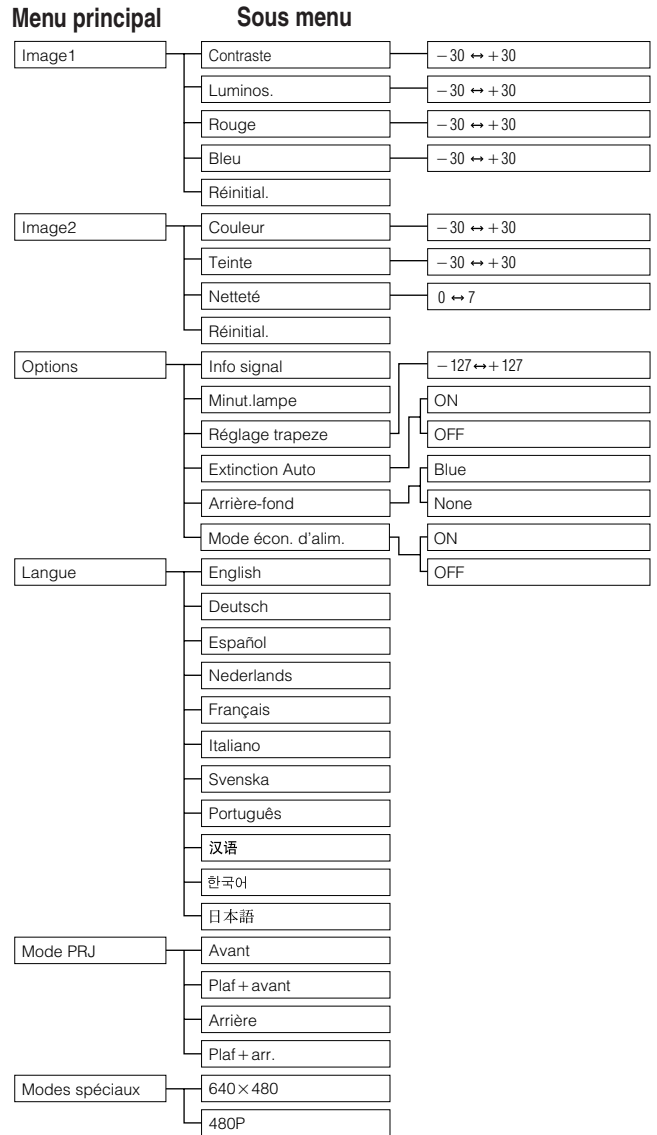 Menu principal Sous menu
Image1 Contraste −30 ↔ +30
Luminos. −30 ↔ +30
Rouge −30 ↔ +30
Bleu −30 ↔ +30
Réinitial.
Image2 Couleur −30 ↔ +30
Teinte −30 ↔ +30
Netteté 0 ↔ 7
Réinitial.
Options Info signal −127↔+127
Minut.lampe ON
Réglage trapeze OFF
Extinction Auto Blue
Arrière-fond None
Mode écon. d'alim. ON
Langue English OFF
Deutsch
Español
Nederlands
Français
Italiano
Svenska
Português
汉语
한국어
日本語
Mode PRJ Avant
Plaf+avant
Arrière
Plaf+arr.
Modes spéciaux 640×480
480P